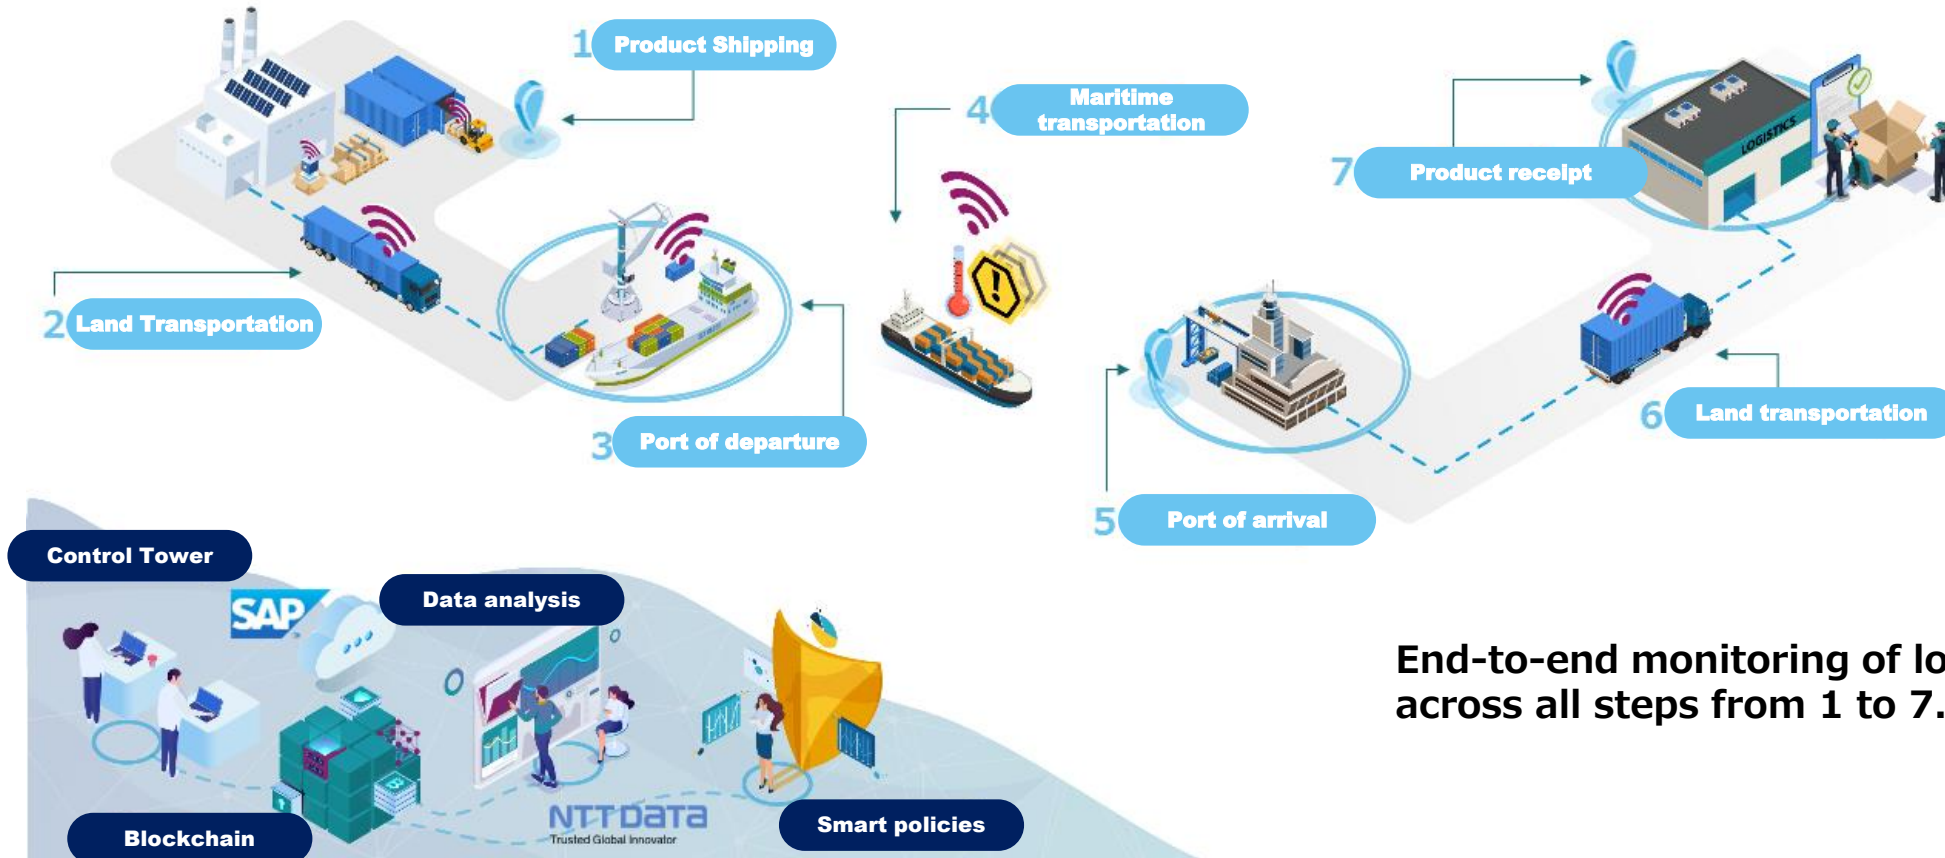 1 Product Shipping
4 Maritime
transportation
7 Product receipt
LOGISTICS
2 Land Transportation
3 Port of departure
6 Land transportation
5 Port of arrival
Control Tower
SAP
Data analysis
End-to-end monitoring of lo
across all steps from 1 to 7.
NTT DATA
Trusted Global Innovator
Smart policies
Blockchain